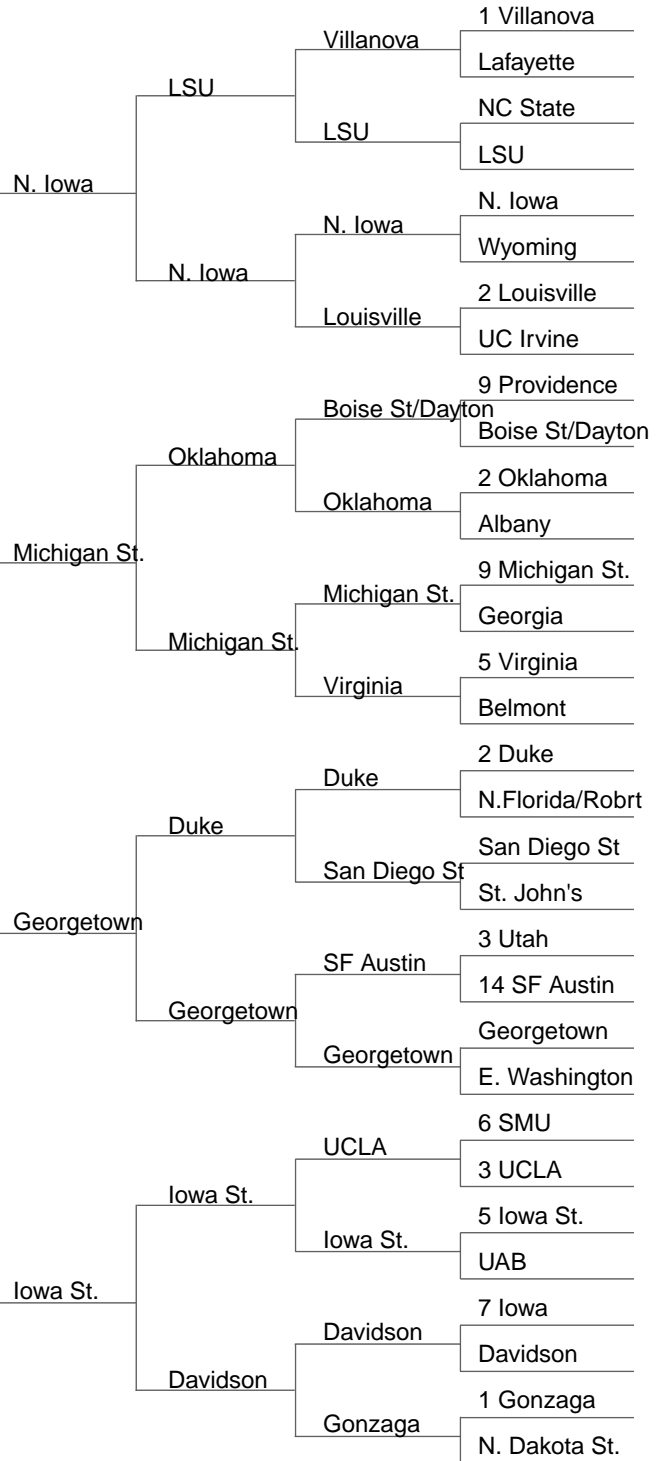 1 Villanova
Villanova
Lafayette
LSU
NC State
LSU
LSU
N. Iowa
N. Iowa
N. Iowa
Wyoming
N. Iowa
2 Louisville
Louisville
UC Irvine
9 Providence
Boise St/Dayton
Boise St/Dayton
Oklahoma
2 Oklahoma
Oklahoma
Albany
Michigan St.
9 Michigan St.
Michigan St.
Georgia
Michigan St.
5 Virginia
Virginia
Belmont
2 Duke
Duke
N.Florida/Robrt
Duke
San Diego St
San Diego St
St. John's
Georgetown
3 Utah
SF Austin
14 SF Austin
Georgetown
Georgetown
Georgetown
E. Washington
6 SMU
UCLA
3 UCLA
Iowa St.
5 Iowa St.
Iowa St.
UAB
Iowa St.
7 Iowa
Davidson
Davidson
Davidson
1 Gonzaga
Gonzaga
N. Dakota St.